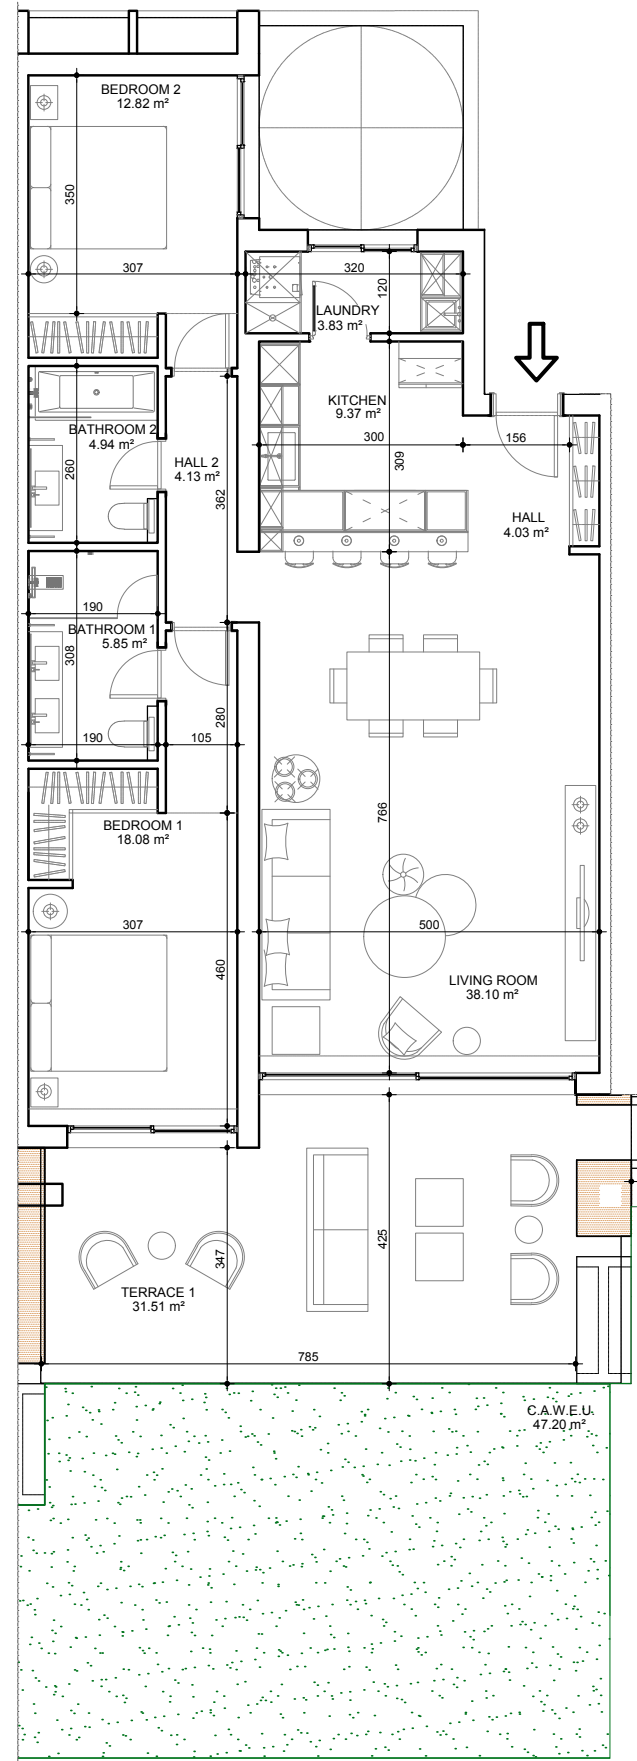 BEDROOM 2
12.82 m²
350
307
320
120
LAUNDRY
3.83 m²
KITCHEN
9.37 m²
300
156
309
BATHROOM 2
4.94 m²
260
HALL 2
4.13 m²
362
HALL
4.03 m²
190
BATHROOM 1
5.85 m²
308
190
105
280
766
BEDROOM 1
18.08 m²
307
460
500
LIVING ROOM
38.10 m²
347
425
TERRACE 1
31.51 m²
785
C.A.W.E.U.
47.20 m²